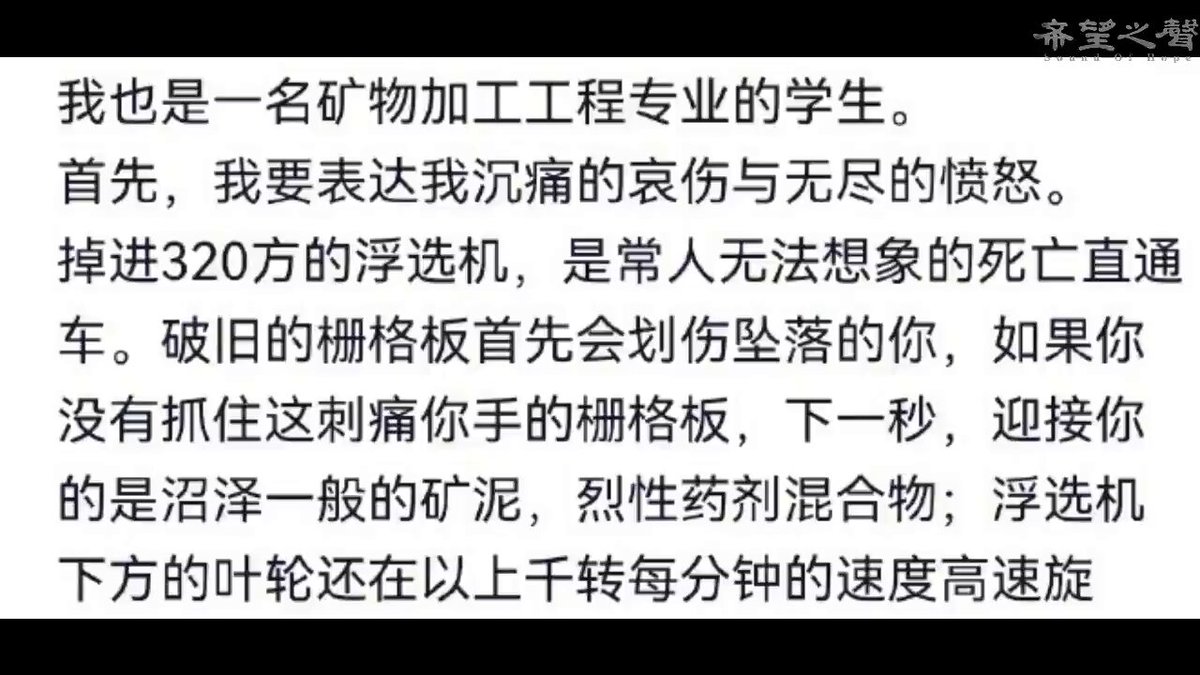 希望之聲
Sound Of Hope
我也是一名矿物加工工程专业的学生。
首先，我要表达我沉痛的哀伤与无尽的愤怒。
掉进320方的浮选机，是常人无法想象的死亡直通
车。破旧的栅格板首先会划伤坠落的你，如果你
没有抓住这刺痛你手的栅格板，下一秒，迎接你
的是沼泽一般的矿泥，烈性药剂混合物；浮选机
下方的叶轮还在以上千转每分钟的速度高速旋